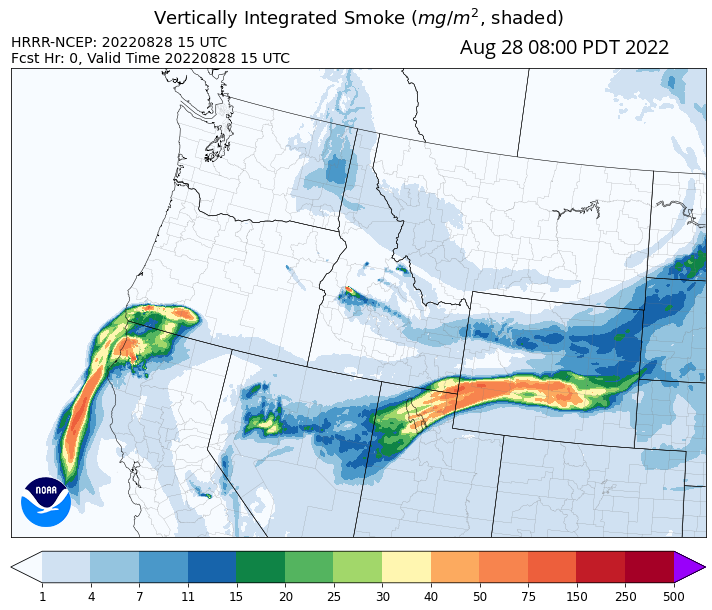 Vertically Integrated Smoke (mg/m², shaded)
HRRR-NCEP: 20220828 15 UTC
Fcst Hr: 0, Valid Time 20220828 15 UTC
Aug 28 08:00 PDT 2022
NOAA
1 4 7 11 15 20 25 30 40 50 75 150 250 500